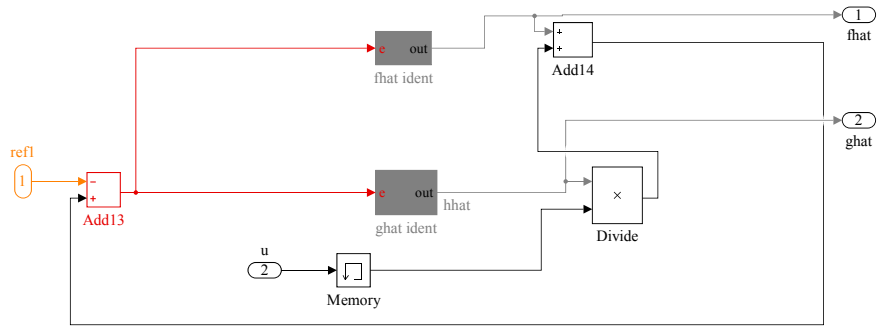 1
fhat
e
out
fhat ident
+
+
Add14
2
ghat
ref1
1
−
+
Add13
e
out
hhat
ghat ident
×
Divide
u
2
Memory